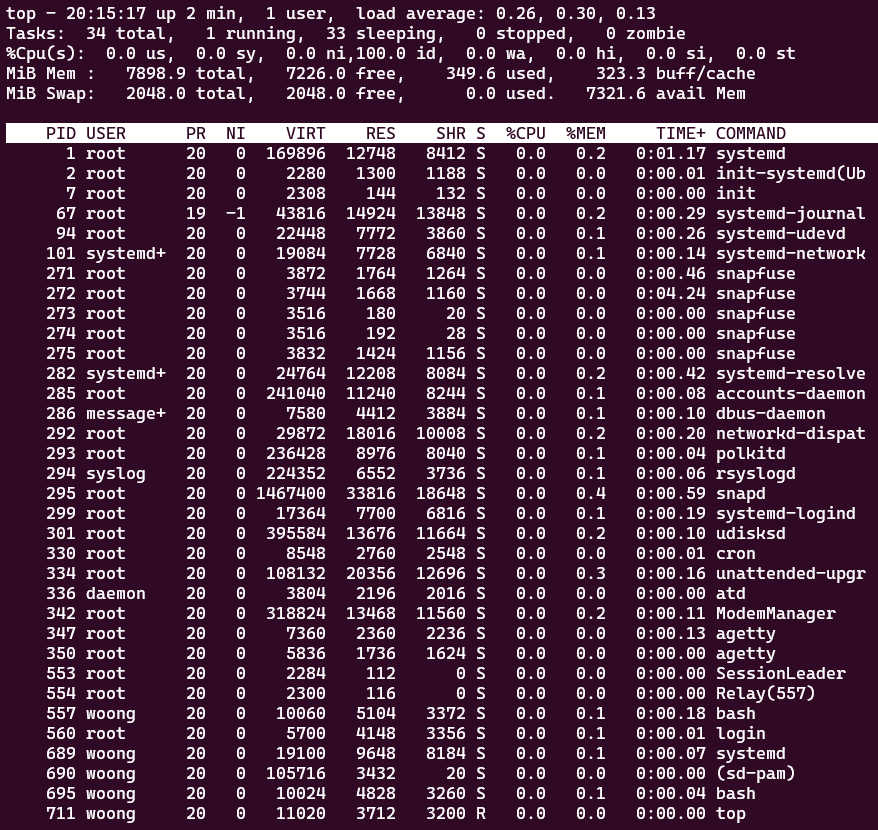 top - 20:15:17 up 2 min,  1 user,  load average: 0.26, 0.30, 0.13
Tasks:  34 total,   1 running,  33 sleeping,   0 stopped,   0 zombie
%Cpu(s):  0.0 us,  0.0 sy,  0.0 ni,100.0 id,  0.0 wa,  0.0 hi,  0.0 si,  0.0 st
MiB Mem :   7898.9 total,   7226.0 free,    349.6 used,    323.3 buff/cache
MiB Swap:   2048.0 total,   2048.0 free,      0.0 used.   7321.6 avail Mem
    PID USER      PR  NI    VIRT    RES    SHR S  %CPU  %MEM     TIME+ COMMAND
      1 root      20   0  169896  12748   8412 S   0.0   0.2   0:01.17 systemd
      2 root      20   0    2280   1300   1188 S   0.0   0.0   0:00.01 init-systemd(Ub
      7 root      20   0    2308    144    132 S   0.0   0.0   0:00.00 init
     67 root      19  -1   43816  14924  13848 S   0.0   0.2   0:00.29 systemd-journal
     94 root      20   0   22448   7772   3860 S   0.0   0.1   0:00.26 systemd-udevd
    101 systemd+  20   0   19084   7728   6840 S   0.0   0.1   0:00.14 systemd-network
    271 root      20   0    3872   1764   1264 S   0.0   0.0   0:00.46 snapfuse
    272 root      20   0    3744   1668   1160 S   0.0   0.0   0:04.24 snapfuse
    273 root      20   0    3516    180     20 S   0.0   0.0   0:00.00 snapfuse
    274 root      20   0    3516    192     28 S   0.0   0.0   0:00.00 snapfuse
    275 root      20   0    3832   1424   1156 S   0.0   0.0   0:00.00 snapfuse
    282 systemd+  20   0   24764  12208   8084 S   0.0   0.2   0:00.42 systemd-resolve
    285 root      20   0  241040  11240   8244 S   0.0   0.1   0:00.08 accounts-daemon
    286 message+  20   0    7580   4412   3884 S   0.0   0.1   0:00.10 dbus-daemon
    292 root      20   0   29872  18016  10008 S   0.0   0.2   0:00.20 networkd-dispat
    293 root      20   0  236428   8976   8040 S   0.0   0.1   0:00.04 polkitd
    294 syslog    20   0  224352   6552   3736 S   0.0   0.1   0:00.06 rsyslogd
    295 root      20   0 1467400  33816  18648 S   0.0   0.4   0:00.59 snapd
    299 root      20   0   17364   7700   6816 S   0.0   0.1   0:00.19 systemd-logind
    301 root      20   0  395584  13676  11664 S   0.0   0.2   0:00.10 udisksd
    330 root      20   0    8548   2760   2548 S   0.0   0.0   0:00.01 cron
    334 root      20   0  108132  20356  12696 S   0.0   0.3   0:00.16 unattended-upgr
    336 daemon    20   0    3804   2196   2016 S   0.0   0.0   0:00.00 atd
    342 root      20   0  318824  13468  11560 S   0.0   0.2   0:00.11 ModemManager
    347 root      20   0    7360   2360   2236 S   0.0   0.0   0:00.13 agetty
    350 root      20   0    5836   1736   1624 S   0.0   0.0   0:00.00 agetty
    553 root      20   0    2284    112      0 S   0.0   0.0   0:00.00 SessionLeader
    554 root      20   0    2300    116      0 S   0.0   0.0   0:00.00 Relay(557)
    557 woong     20   0   10060   5104   3372 S   0.0   0.1   0:00.18 bash
    560 root      20   0    5700   4148   3356 S   0.0   0.1   0:00.01 login
    689 woong     20   0   19100   9648   8184 S   0.0   0.1   0:00.07 systemd
    690 woong     20   0  105716   3432     20 S   0.0   0.0   0:00.00 (sd-pam)
    695 woong     20   0   10024   4828   3260 S   0.0   0.1   0:00.04 bash
    711 woong     20   0   11020   3712   3200 R   0.0   0.0   0:00.00 top